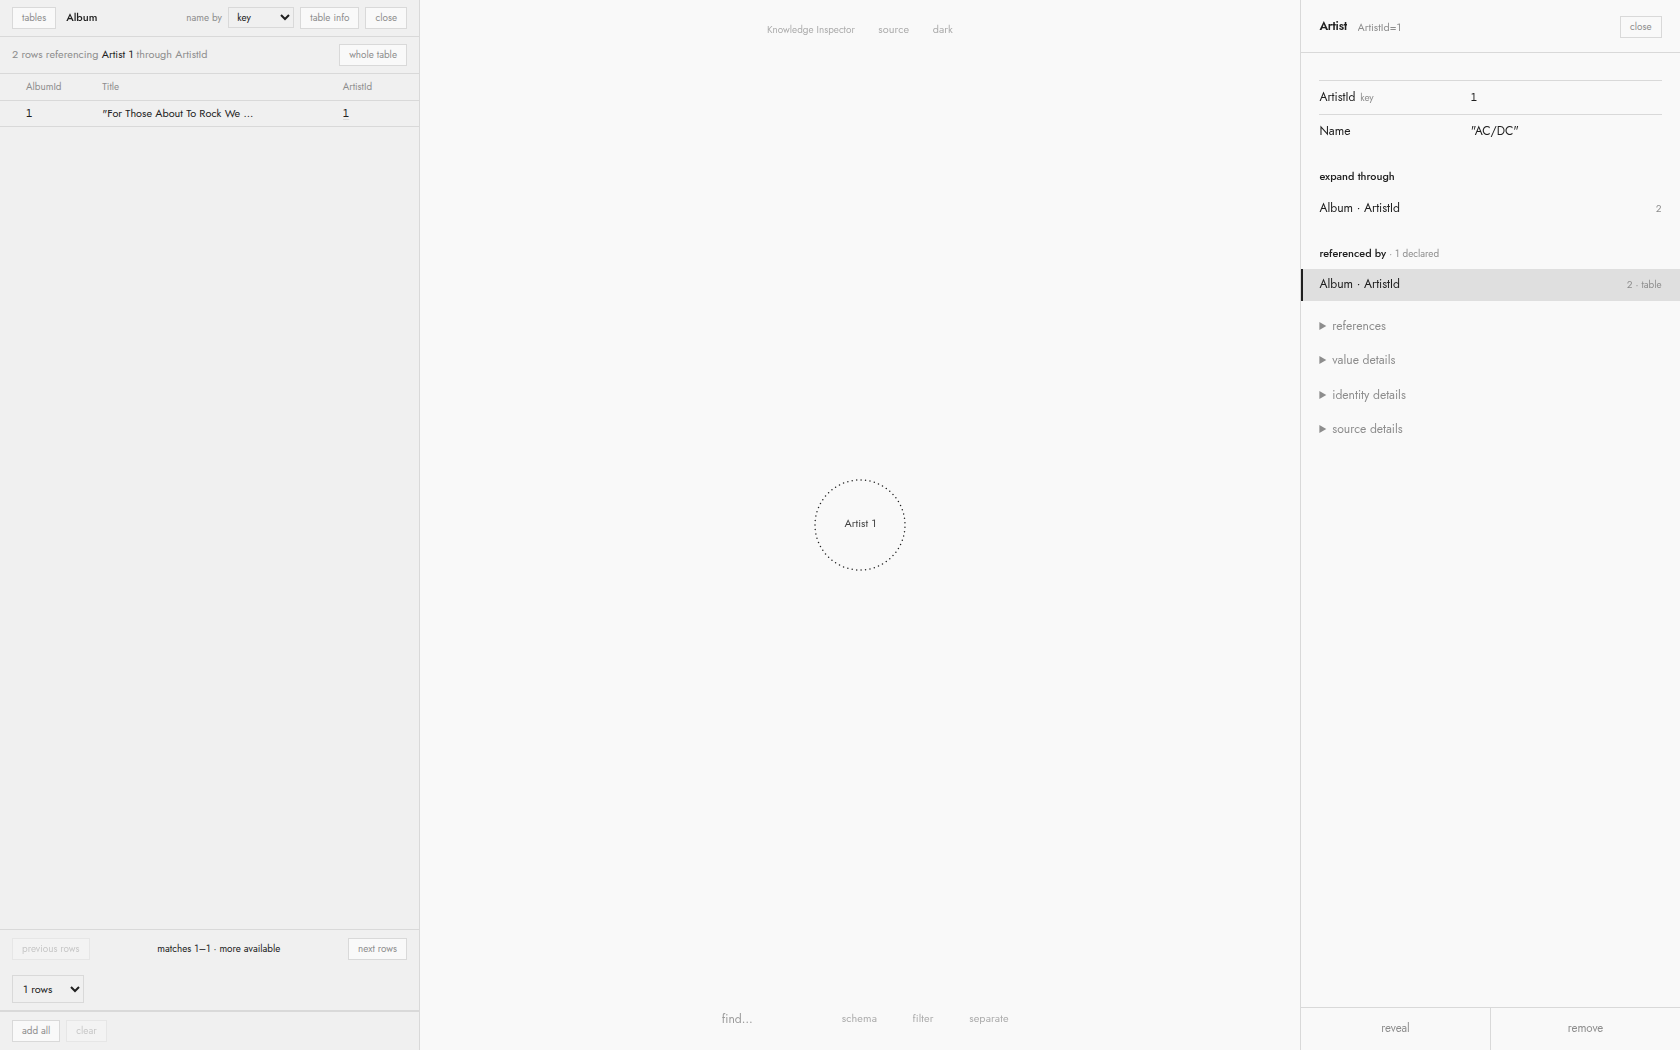 tables Album name by key table info close
2 rows referencing Artist 1 through ArtistId whole table
AlbumId Title ArtistId
1 "For Those About To Rock We ... 1
previous rows matches 1–1 · more available next rows
1 rows
add all clear
Knowledge Inspector source dark
Artist 1
find... schema filter separate
Artist ArtistId=1 close
ArtistId key 1
Name "AC/DC"
expand through
Album · ArtistId 2
referenced by · 1 declared
Album · ArtistId 2 · table
▶ references
▶ value details
▶ identity details
▶ source details
reveal remove